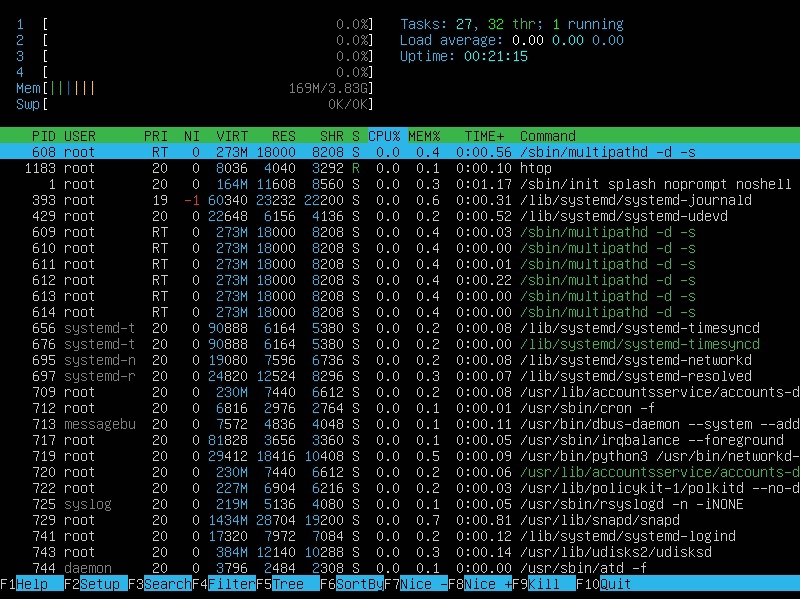 1 [ 0.0%] Tasks: 27, 32 thr; 1 running
2 [ 0.0%] Load average: 0.00 0.00 0.00
3 [ 0.0%] Uptime: 00:21:15
4 [ 0.0%]
Mem[|||||| 169M/3.83G]
Swp[ 0K/0K]
PID USER PRI NI VIRT RES SHR S CPU% MEM% TIME+ Command
608 root RT 0 273M 18000 8208 S 0.0 0.4 0:00.56 /sbin/multipathd -d -s
1183 root 20 0 8036 4040 3292 R 0.0 0.1 0:00.10 htop
1 root 20 0 164M 11608 8560 S 0.0 0.3 0:01.17 /sbin/init splash noprompt noshell
393 root 19 -1 60340 23232 22200 S 0.0 0.6 0:00.31 /lib/systemd/systemd-journald
429 root 20 0 22648 6156 4136 S 0.0 0.2 0:00.52 /lib/systemd/systemd-udevd
609 root RT 0 273M 18000 8208 S 0.0 0.4 0:00.03 /sbin/multipathd -d -s
610 root RT 0 273M 18000 8208 S 0.0 0.4 0:00.00 /sbin/multipathd -d -s
611 root RT 0 273M 18000 8208 S 0.0 0.4 0:00.01 /sbin/multipathd -d -s
612 root RT 0 273M 18000 8208 S 0.0 0.4 0:00.22 /sbin/multipathd -d -s
613 root RT 0 273M 18000 8208 S 0.0 0.4 0:00.00 /sbin/multipathd -d -s
614 root RT 0 273M 18000 8208 S 0.0 0.4 0:00.00 /sbin/multipathd -d -s
656 systemd-t 20 0 90888 6164 5380 S 0.0 0.2 0:00.08 /lib/systemd/systemd-timesyncd
676 systemd-t 20 0 90888 6164 5380 S 0.0 0.2 0:00.00 /lib/systemd/systemd-timesyncd
695 systemd-n 20 0 19080 7596 6736 S 0.0 0.2 0:00.08 /lib/systemd/systemd-networkd
697 systemd-r 20 0 24820 12524 8296 S 0.0 0.3 0:00.07 /lib/systemd/systemd-resolved
709 root 20 0 230M 7440 6612 S 0.0 0.2 0:00.08 /usr/lib/accountsservice/accounts-d
712 root 20 0 6816 2976 2764 S 0.0 0.1 0:00.01 /usr/sbin/cron -f
713 messagebu 20 0 7572 4836 4048 S 0.0 0.1 0:00.11 /usr/bin/dbus-daemon --system --add
717 root 20 0 81828 3656 3360 S 0.0 0.1 0:00.05 /usr/sbin/irqbalance --foreground
719 root 20 0 29412 18416 10408 S 0.0 0.5 0:00.09 /usr/bin/python3 /usr/bin/networkd-
720 root 20 0 230M 7440 6612 S 0.0 0.2 0:00.06 /usr/lib/accountsservice/accounts-d
722 root 20 0 227M 6904 6216 S 0.0 0.2 0:00.03 /usr/lib/policykit-1/polkitd --no-d
725 syslog 20 0 219M 5136 4080 S 0.0 0.1 0:00.05 /usr/sbin/rsyslogd -n -iNONE
729 root 20 0 1434M 28704 19200 S 0.0 0.7 0:00.81 /usr/lib/snapd/snapd
741 root 20 0 17320 7972 7084 S 0.0 0.2 0:00.12 /lib/systemd/systemd-logind
743 root 20 0 384M 12140 10288 S 0.0 0.3 0:00.14 /usr/lib/udisks2/udisksd
744 daemon 20 0 3796 2484 2308 S 0.0 0.1 0:00.00 /usr/sbin/atd -f
F1Help F2Setup F3SearchF4FilterF5Tree F6SortByF7Nice -F8Nice +F9Kill F10Quit